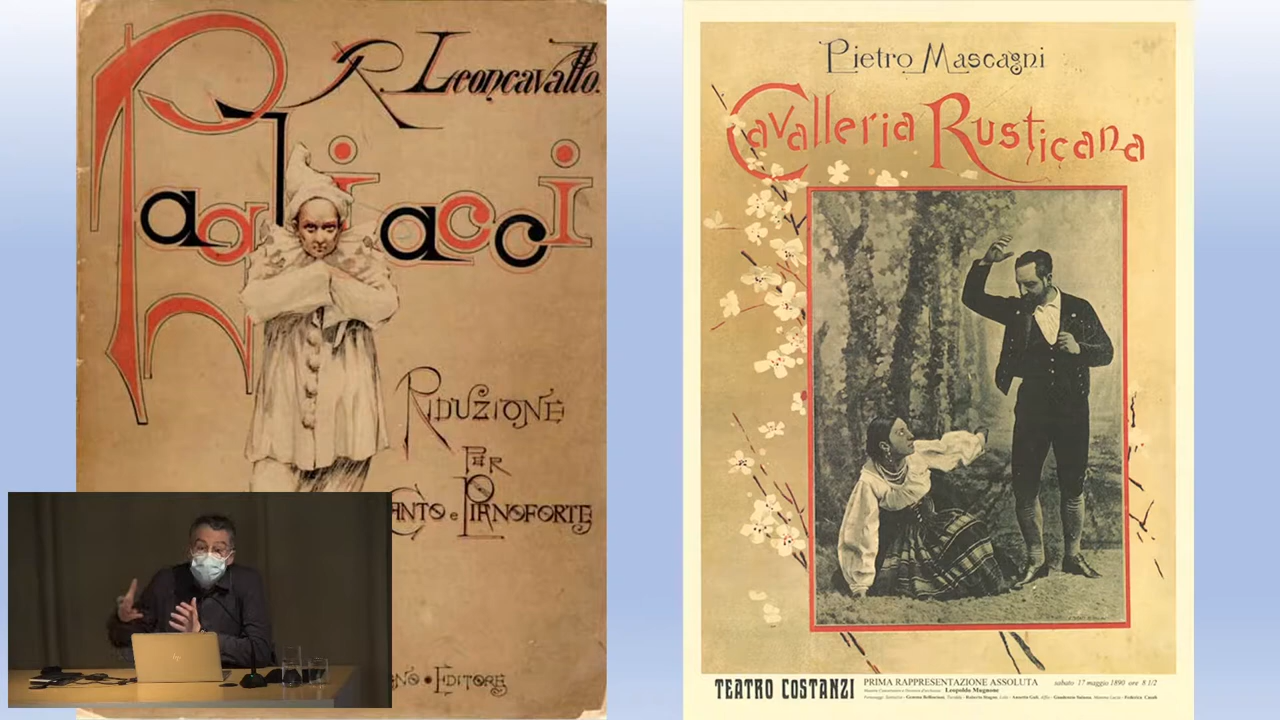 R. Leoncavallo.
Pagliacci
Riduzione
per
Canto e Pianoforte
Editore
Pietro Mascagni
Cavalleria Rusticana
TEATRO COSTANZI
PRIMA RAPPRESENTAZIONE ASSOLUTA
sabato 17 maggio 1890 ore 8 1/2
Leopoldo Mugnone
hp